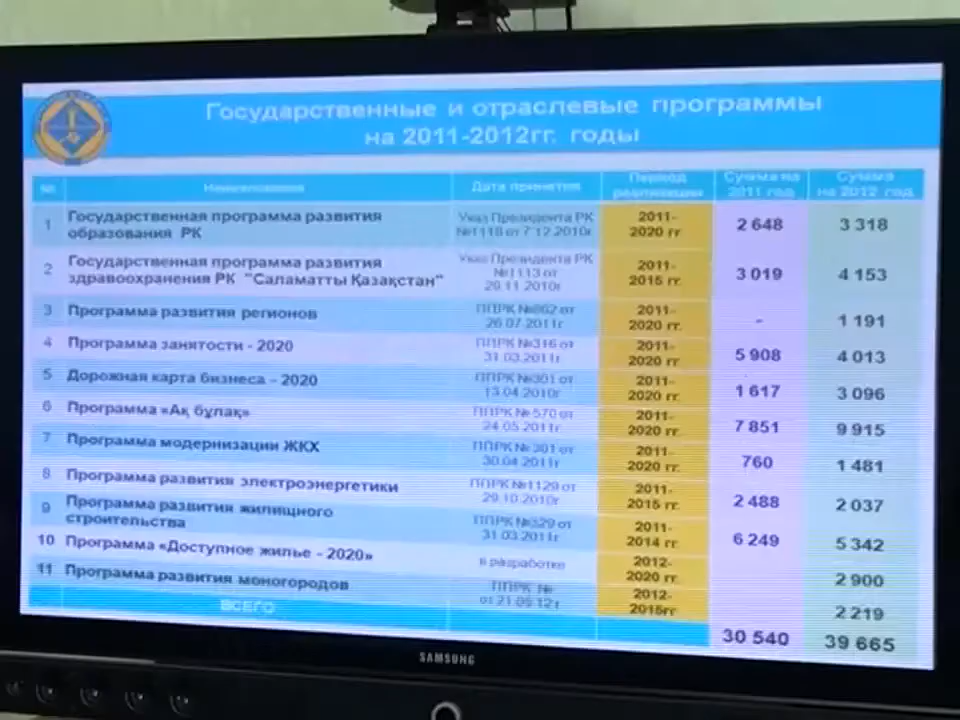 Государственные и отраслевые программы
на 2011-2012гг. годы
№ Наименование Дата принятия Период реализации Сумма на 2011 год Сумма на 2012 год
1 Государственная программа развития образования РК Указ Президента РК №1118 от 7.12.2010г 2011-2020 гг. 2 648 3 318
2 Государственная программа развития здравоохранения РК "Саламатты Қазақстан" Указ Президента РК №1113 от 29.11.2010г 2011-2015 гг. 3 019 4 153
3 Программа развития регионов ППРК №862 от 26.07.2011г 2011-2020 гг. - 1 191
4 Программа занятости - 2020 ППРК №316 от 31.03.2011г 2011-2020 гг. 5 908 4 013
5 Дорожная карта бизнеса – 2020 ППРК №301 от 13.04.2010г 2011-2020 гг. 1 617 3 096
6 Программа «Ақ бұлақ» ППРК № 570 от 24.05.2011г 2011-2020 гг. 7 851 9 915
7 Программа модернизации ЖКХ ППРК № от 30.04.2011г 2011-2020 гг. 760 1 481
8 Программа развития электроэнергетики ППРК №1129 от 29.10.2010г 2011-2015 гг. 2 488 2 037
9 Программа развития жилищного строительства ППРК №329 от 31.03.2011г 2011-2014 гг. 6 249 5 342
10 Программа «Доступное жилье - 2020» в разработке 2012-2020 гг. 2 900
11 Программа развития моногородов ППРК № от 21.05.12г 2012-2015гг 2 219
ВСЕГО 30 540 39 665
SAMSUNG